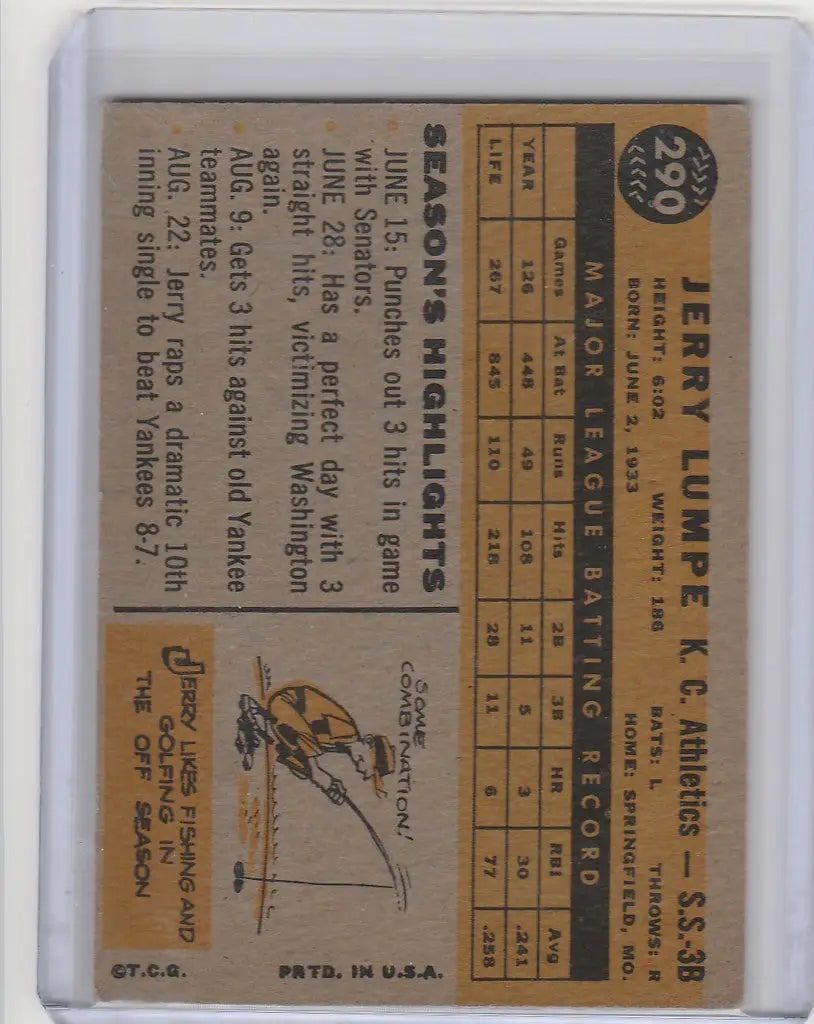 290
JERRY LUMPE K. C. Athletics — S.S.-3B
HEIGHT: 6:02 WEIGHT: 186 BATS: L THROWS: R
BORN: JUNE 2, 1933 HOME: SPRINGFIELD, MO.
MAJOR LEAGUE BATTING RECORD
Games At Bat Runs Hits 2B 3B HR RBI Avg
YEAR 126 448 49 108 11 5 3 30 .241
LIFE 267 845 110 218 28 11 6 77 .258
SEASON'S HIGHLIGHTS
JUNE 15: Punches out 3 hits in game
with Senators.
JUNE 28: Has a perfect day with 3
straight hits, victimizing Washington
again.
AUG. 9: Gets 3 hits against old Yankee
teammates.
AUG. 22: Jerry raps a dramatic 10th
inning single to beat Yankees 8-7.
SOME
COMBINATION!
JERRY LIKES FISHING AND
GOLFING IN
THE OFF SEASON
©T.C.G. PRTD. IN U.S.A.